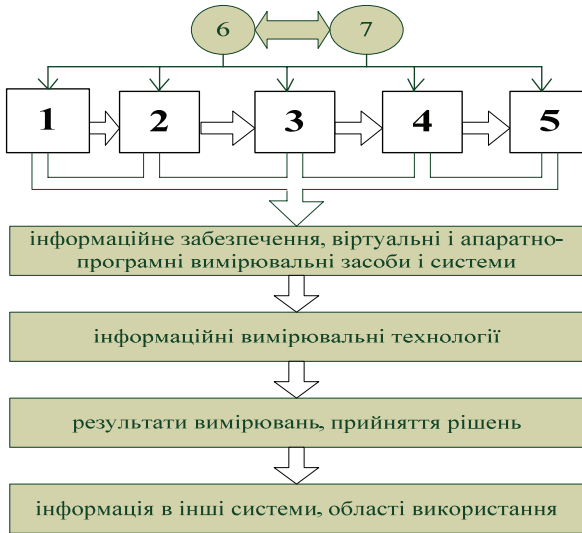 6 7
1 2 3 4 5
інформаційне забезпечення, віртуальні і апаратно-
програмні вимірювальні засоби і системи
інформаційні вимірювальні технології
результати вимірювань, прийняття рішень
інформація в інші системи, області використання